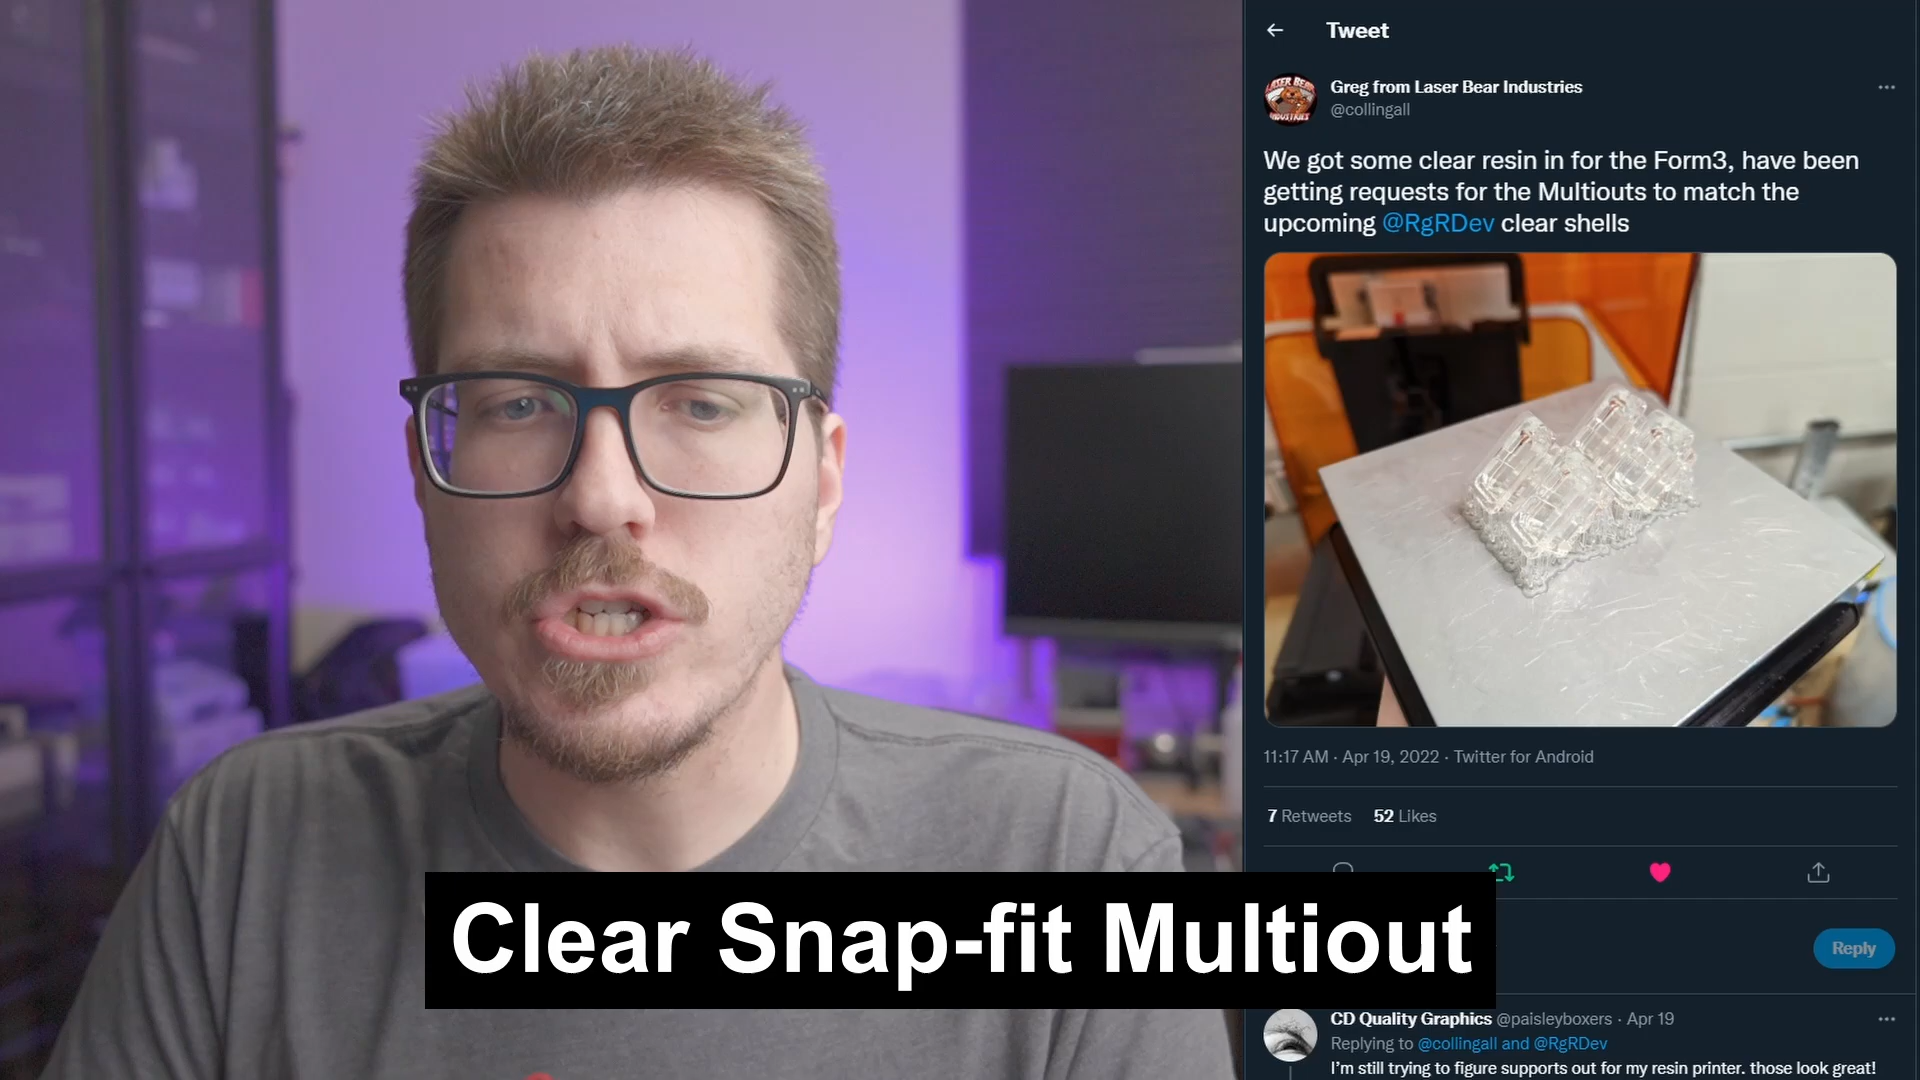 Tweet
LASER BEAR
INDUSTRIES
Greg from Laser Bear Industries
@collingall
We got some clear resin in for the Form3, have been
getting requests for the Multiouts to match the
upcoming @RgRDev clear shells
11:17 AM · Apr 19, 2022 · Twitter for Android
7 Retweets 52 Likes
Clear Snap-fit Multiout
Reply
CD Quality Graphics @paisleyboxers · Apr 19
Replying to @collingall and @RgRDev
I'm still trying to figure supports out for my resin printer. those look great!